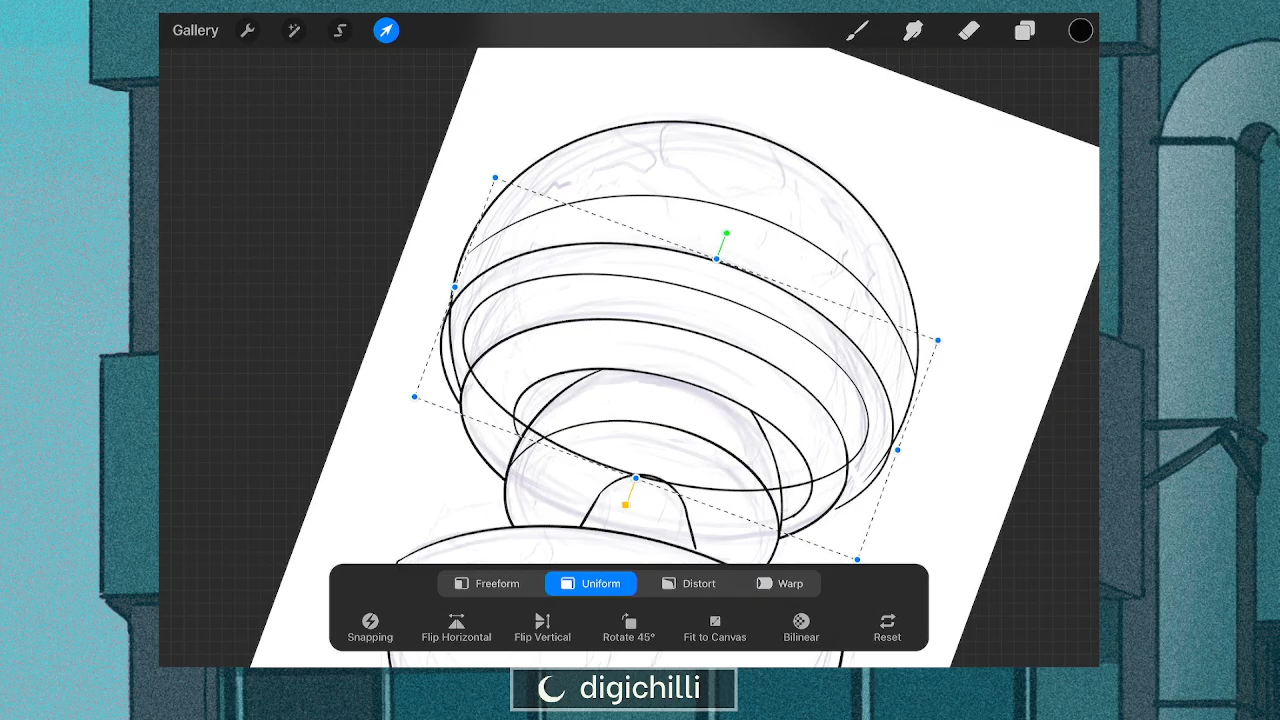 Gallery
Freeform Uniform Distort Warp
Snapping Flip Horizontal Flip Vertical Rotate 45° Fit to Canvas Bilinear Reset
digichilli